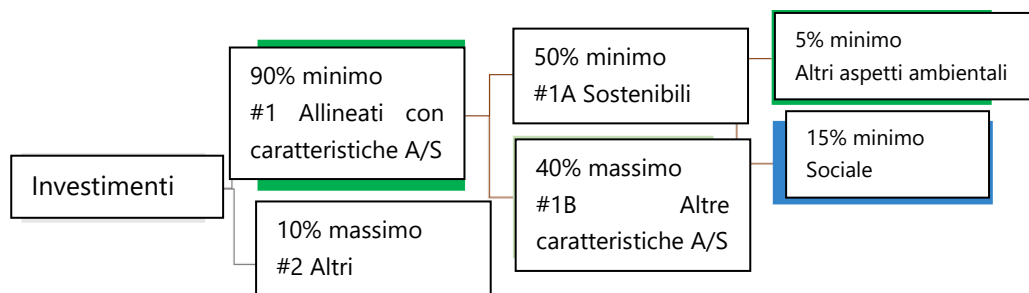 Investimenti
90% minimo
#1 Allineati con
caratteristiche A/S
10% massimo
#2 Altri
50% minimo
#1A Sostenibili
40% massimo
#1B Altre
caratteristiche A/S
5% minimo
Altri aspetti ambientali
15% minimo
Sociale